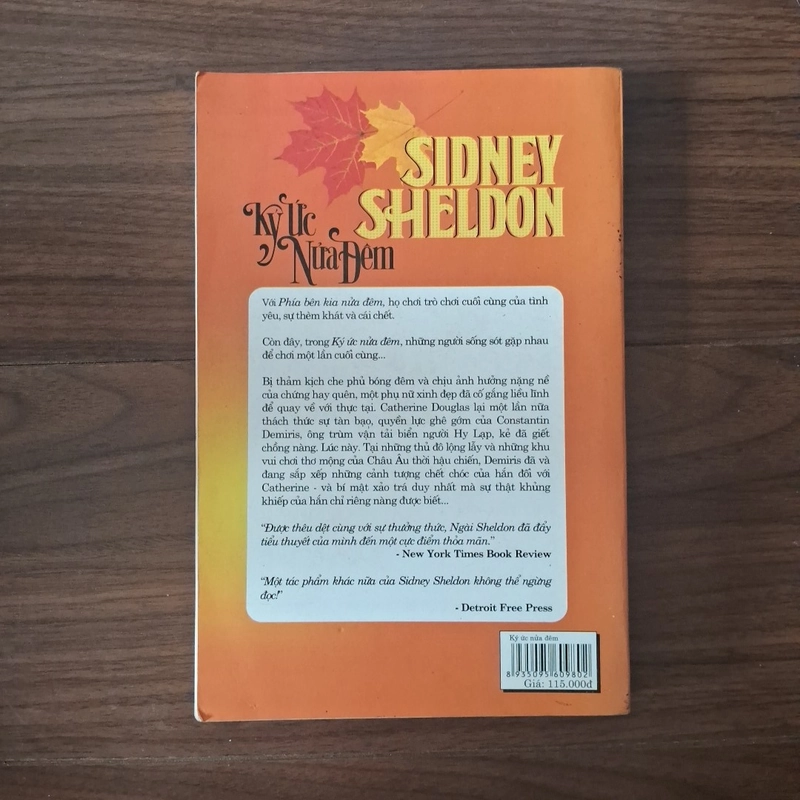 SIDNEY
SHELDON
Ký Ức
Nửa Đêm
Với Phía bên kia nửa đêm, họ chơi trò chơi cuối cùng của tình
yêu, sự thèm khát và cái chết.
Còn đây, trong Ký ức nửa đêm, những người sống sót gặp nhau
để chơi một lần cuối cùng...
Bị thảm kịch che phủ bóng đêm và chịu ảnh hưởng nặng nề
của chứng hay quên, một phụ nữ xinh đẹp đã cố gắng liều lĩnh
để quay về với thực tại. Catherine Douglas lại một lần nữa
thách thức sự tàn bạo, quyền lực ghê gớm của Constantin
Demiris, ông trùm vận tải biển người Hy Lạp, kẻ đã giết
chồng nàng. Lúc này. Tại những thủ đô lộng lẫy và những khu
vui chơi thơ mộng của Châu Âu thời hậu chiến, Demiris đã và
đang sắp xếp những cảnh tượng chết chóc của hắn đối với
Catherine - và bí mật xảo trá duy nhất mà sự thật khủng
khiếp của hắn chỉ riêng nàng được biết...
“Được thêu dệt cùng với sự thưởng thức, Ngài Sheldon đã đẩy
tiểu thuyết của mình đến một cực điểm thỏa mãn.”
- New York Times Book Review
“Một tác phẩm khác nữa của Sidney Sheldon không thể ngừng
đọc!”
- Detroit Free Press
Ký ức nửa đêm
8 935095 609802
Giá: 115.000đ